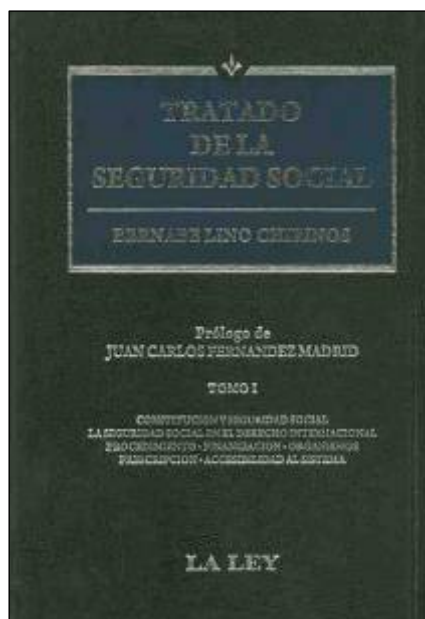 TRATADO
DE LA
SEGURIDAD SOCIAL
BERNABE LINO CHIRINOS
Prólogo de
JUAN CARLOS FERNANDEZ MADRID
TOMO I
CONSTITUCION Y SEGURIDAD SOCIAL
LA SEGURIDAD SOCIAL EN EL DERECHO INTERNACIONAL
PROCEDIMIENTO - FINANCIACION - ORGANISMOS
PRESCRIPCION - ACCESIBILIDAD AL SISTEMA
LA LEY